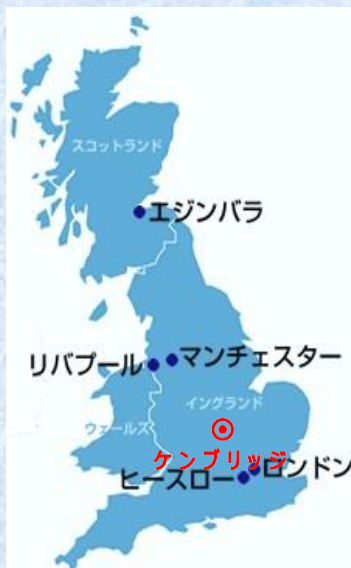 スコットランド
エジンバラ
リバプール
マンチェスター
イングランド
ウェールズ
ケンブリッジ
ヒースロー
ロンドン